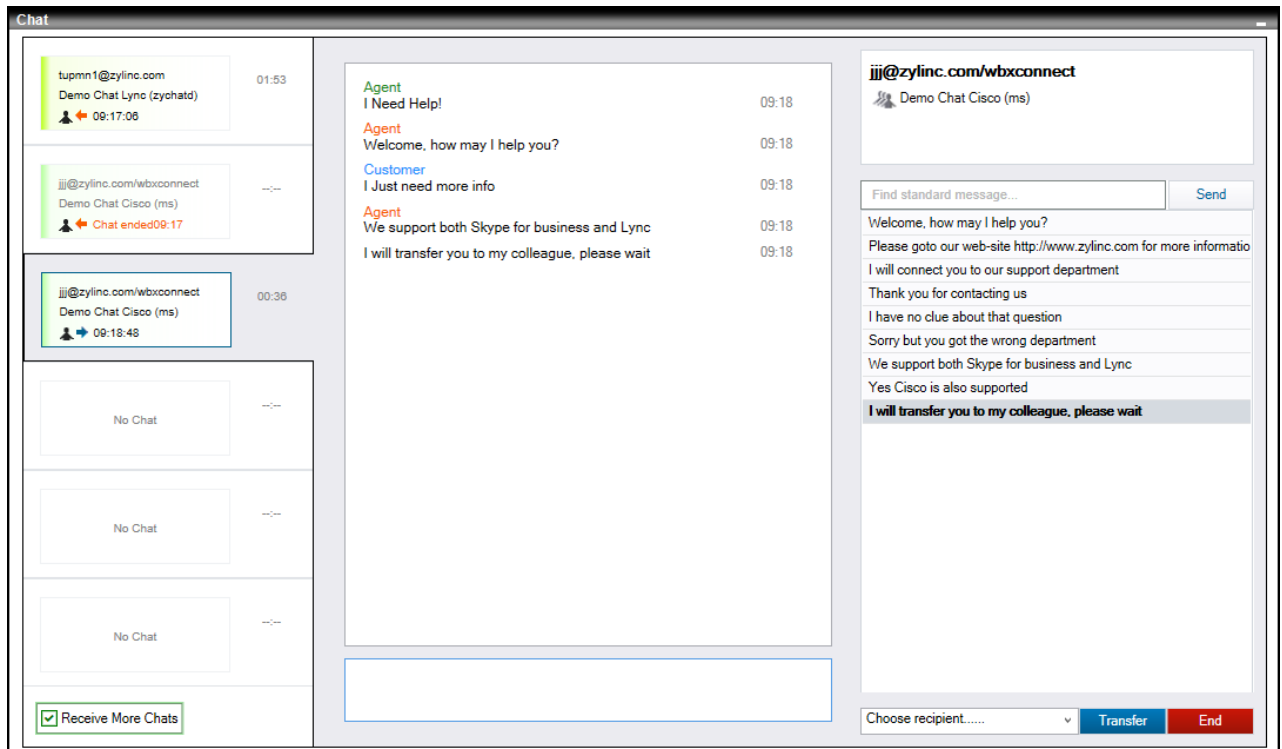 Chat
tupmn1@zylinc.com 01:53
Demo Chat Lync (zychatd)
09:17:06
jjj@zylinc.com/wbxconnect --:--
Demo Chat Cisco (ms)
Chat ended09:17
jjj@zylinc.com/wbxconnect 00:36
Demo Chat Cisco (ms)
09:18:48
No Chat --:--
No Chat --:--
No Chat --:--
Receive More Chats
Agent
I Need Help! 09:18
Agent
Welcome, how may I help you? 09:18
Customer
I Just need more info 09:18
Agent
We support both Skype for business and Lync 09:18
I will transfer you to my colleague, please wait 09:18
jjj@zylinc.com/wbxconnect
Demo Chat Cisco (ms)
Find standard message... Send
Welcome, how may I help you?
Please goto our web-site http://www.zylinc.com for more informatio
I will connect you to our support department
Thank you for contacting us
I have no clue about that question
Sorry but you got the wrong department
We support both Skype for business and Lync
Yes Cisco is also supported
I will transfer you to my colleague, please wait
Choose recipient...... Transfer End